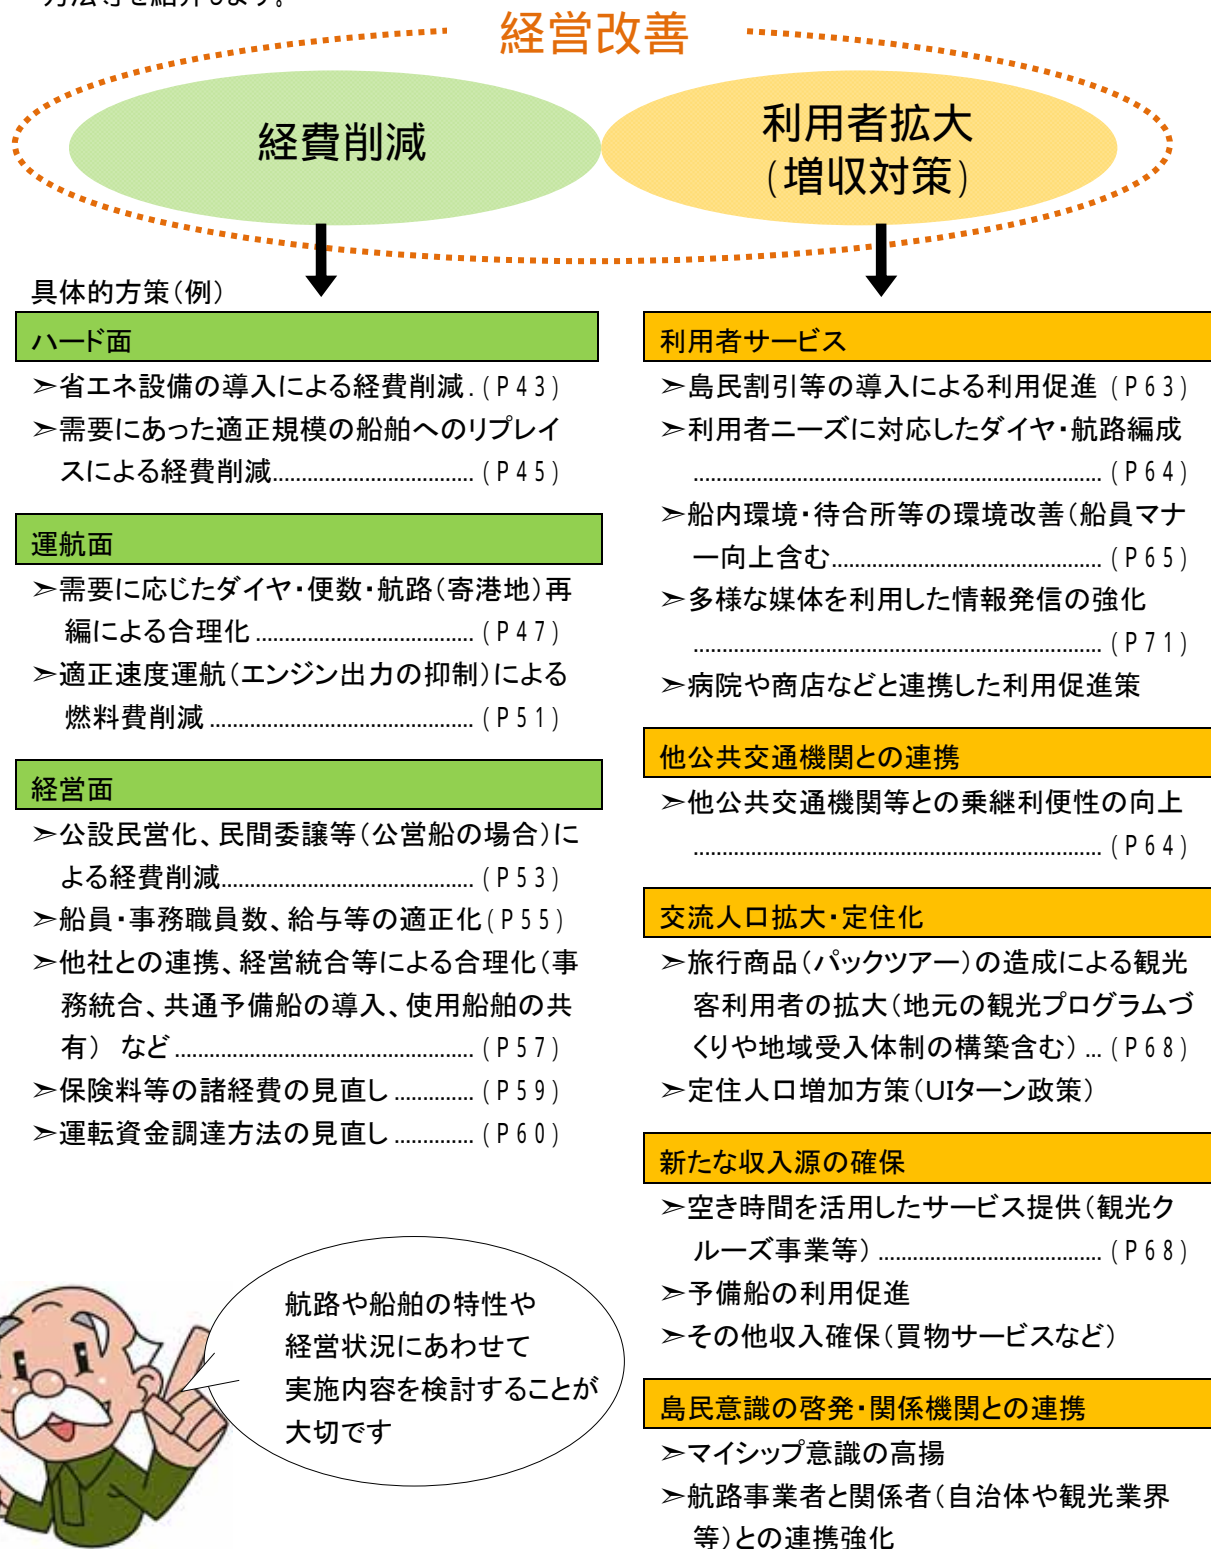 方法等を紹介します。
経営改善
経費削減
利用者拡大
(増収対策)
具体的方策(例)
ハード面
➣省エネ設備の導入による経費削減.(P43)
➣需要にあった適正規模の船舶へのリプレイ
スによる経費削減...................................(P45)
運航面
➣需要に応じたダイヤ・便数・航路(寄港地)再
編による合理化......................................(P47)
➣適正速度運航(エンジン出力の抑制)による
燃料費削減..............................................(P51)
経営面
➣公設民営化、民間委譲等(公営船の場合)に
よる経費削減............................................(P53)
➣船員・事務職員数、給与等の適正化(P55)
➣他社との連携、経営統合等による合理化(事
務統合、共通予備船の導入、使用船舶の共
有) など....................................................(P57)
➣保険料等の諸経費の見直し..............(P59)
➣運転資金調達方法の見直し..............(P60)
航路や船舶の特性や
経営状況にあわせて
実施内容を検討することが
大切です
利用者サービス
➣島民割引等の導入による利用促進 (P63)
➣利用者ニーズに対応したダイヤ・航路編成
.......................................................................(P64)
➣船内環境・待合所等の環境改善(船員マナ
ー向上含む...............................................(P65)
➣多様な媒体を利用した情報発信の強化
.......................................................................(P71)
➣病院や商店などと連携した利用促進策
他公共交通機関との連携
➣他公共交通機関等との乗継利便性の向上
.......................................................................(P64)
交流人口拡大・定住化
➣旅行商品(パックツアー)の造成による観光
客利用者の拡大(地元の観光プログラムづ
くりや地域受入体制の構築含む)...(P68)
➣定住人口増加方策(UIターン政策)
新たな収入源の確保
➣空き時間を活用したサービス提供(観光ク
ルーズ事業等).......................................(P68)
➣予備船の利用促進
➣その他収入確保(買物サービスなど)
島民意識の啓発・関係機関との連携
➣マイシップ意識の高揚
➣航路事業者と関係者(自治体や観光業界
等)との連携強化